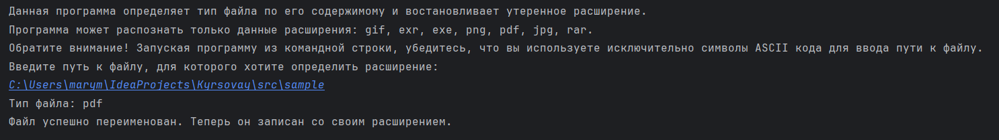 Данная программа определяет тип файла по его содержимому и востановливает утеренное расширение.
Программа может распознать только данные расширения: gif, exr, exe, png, pdf, jpg, rar.
Обратите внимание! Запуская программу из командной строки, убедитесь, что вы используете исключительно символы ASCII кода для ввода пути к файлу.
Введите путь к файлу, для которого хотите определить расширение:
C:\Users\marym\IdeaProjects\Kyrsovay\src\sample
Тип файла: pdf
Файл успешно переименован. Теперь он записан со своим расширением.